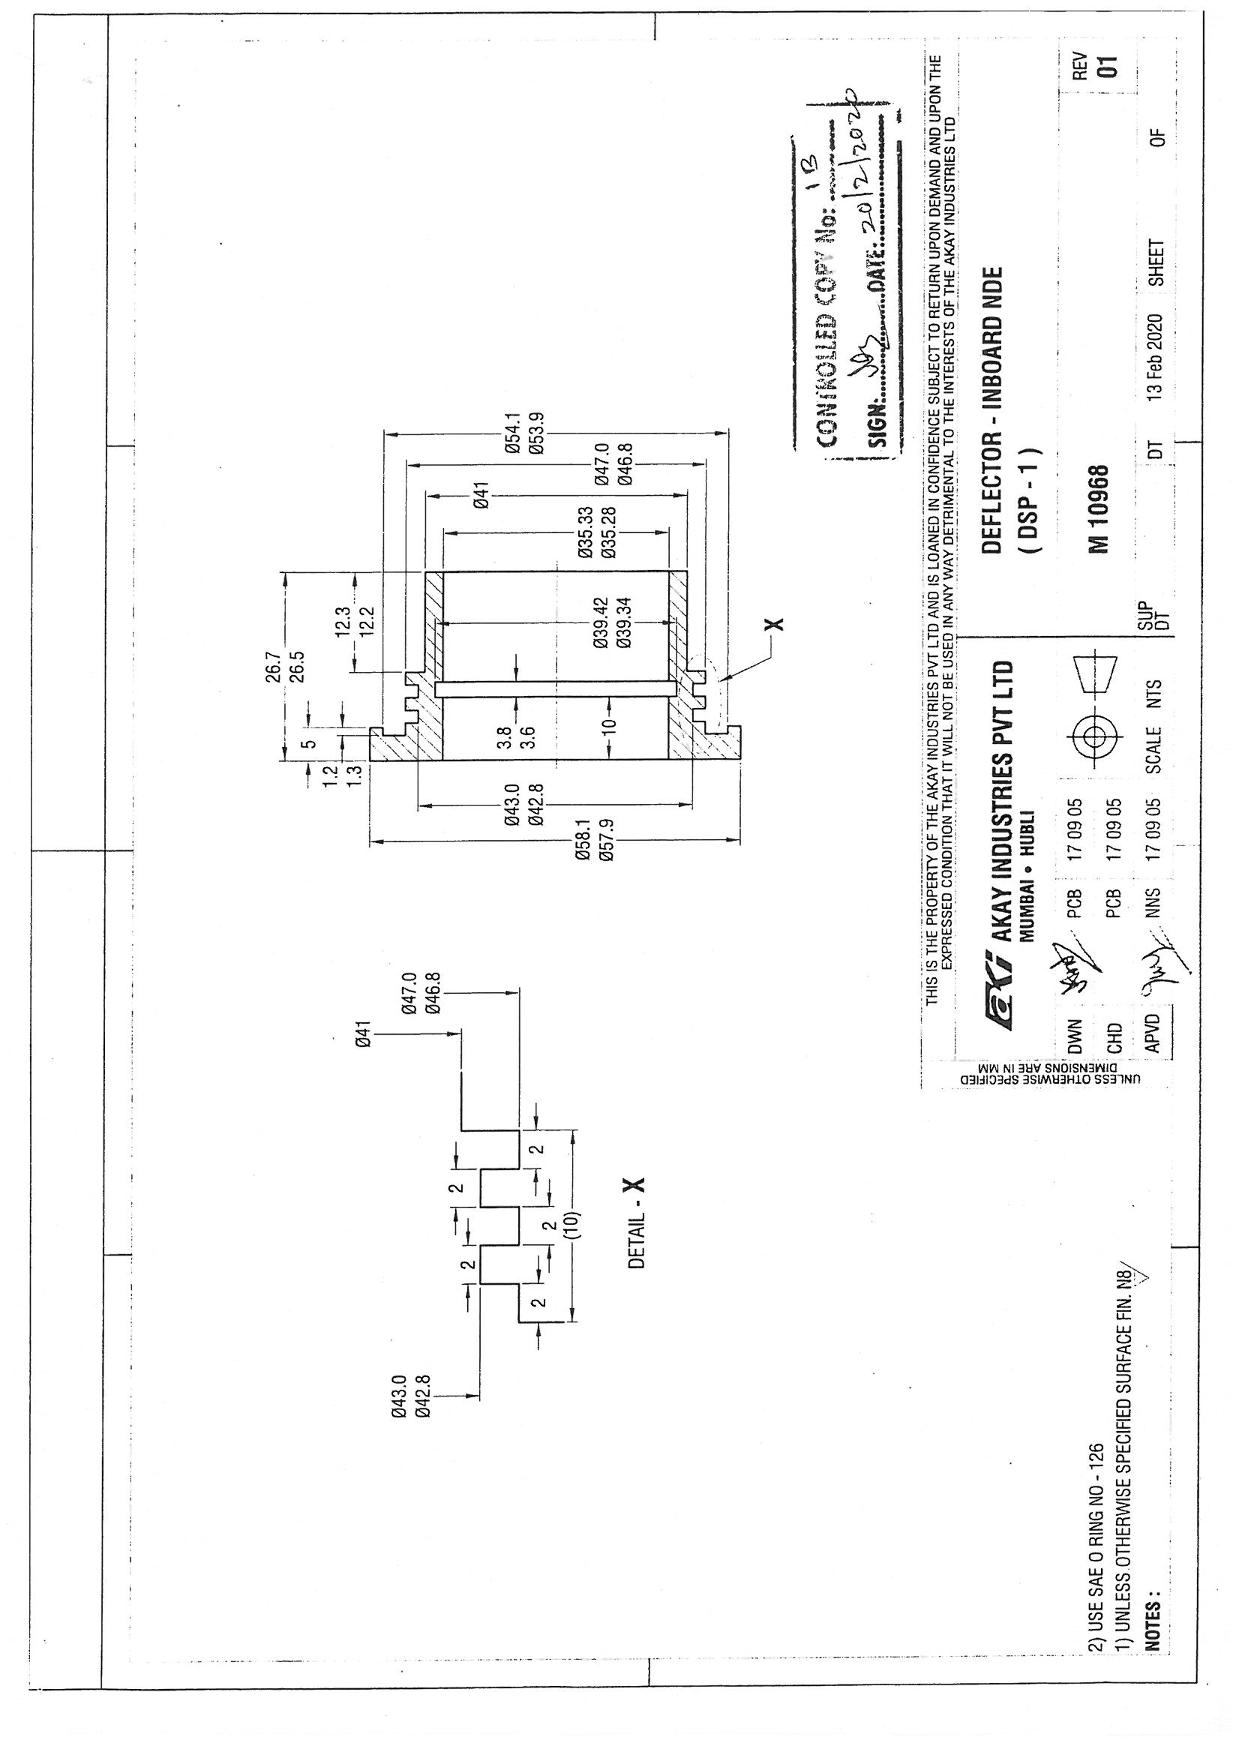 26.7
26.5
12.3
12.2
5
1.2
1.3
Ø54.1
Ø53.9
Ø47.0
Ø46.8
Ø41
Ø35.33
Ø35.28
Ø39.42
Ø39.34
3.8
3.6
10
X
Ø43.0
Ø42.8
Ø58.1
Ø57.9
Ø41
Ø47.0
Ø46.8
Ø43.0
Ø42.8
2
2
2
2
2
(10)
DETAIL - X
CONTROLLED COPY No: 1B
SIGN: DATE: 20/2/2020
THIS IS THE PROPERTY OF THE AKAY INDUSTRIES PVT LTD AND IS LOANED IN CONFIDENCE SUBJECT TO RETURN UPON DEMAND AND UPON THE
EXPRESSED CONDITION THAT IT WILL NOT BE USED IN ANY WAY DETRIMENTAL TO THE INTERESTS OF THE AKAY INDUSTRIES LTD
UNLESS OTHERWISE SPECIFIED
DIMENSIONS ARE IN MM
aKi AKAY INDUSTRIES PVT LTD
MUMBAI • HUBLI
DEFLECTOR - INBOARD NDE
( DSP - 1 )
DWN PCB 17 09 05
CHD PCB 17 09 05
APVD NNS 17 09 05 SCALE NTS
M 10968
REV
01
SUP
DT
DT 13 Feb 2020 SHEET OF
2) USE SAE O RING NO - 126
1) UNLESS OTHERWISE SPECIFIED SURFACE FIN. N8
NOTES :